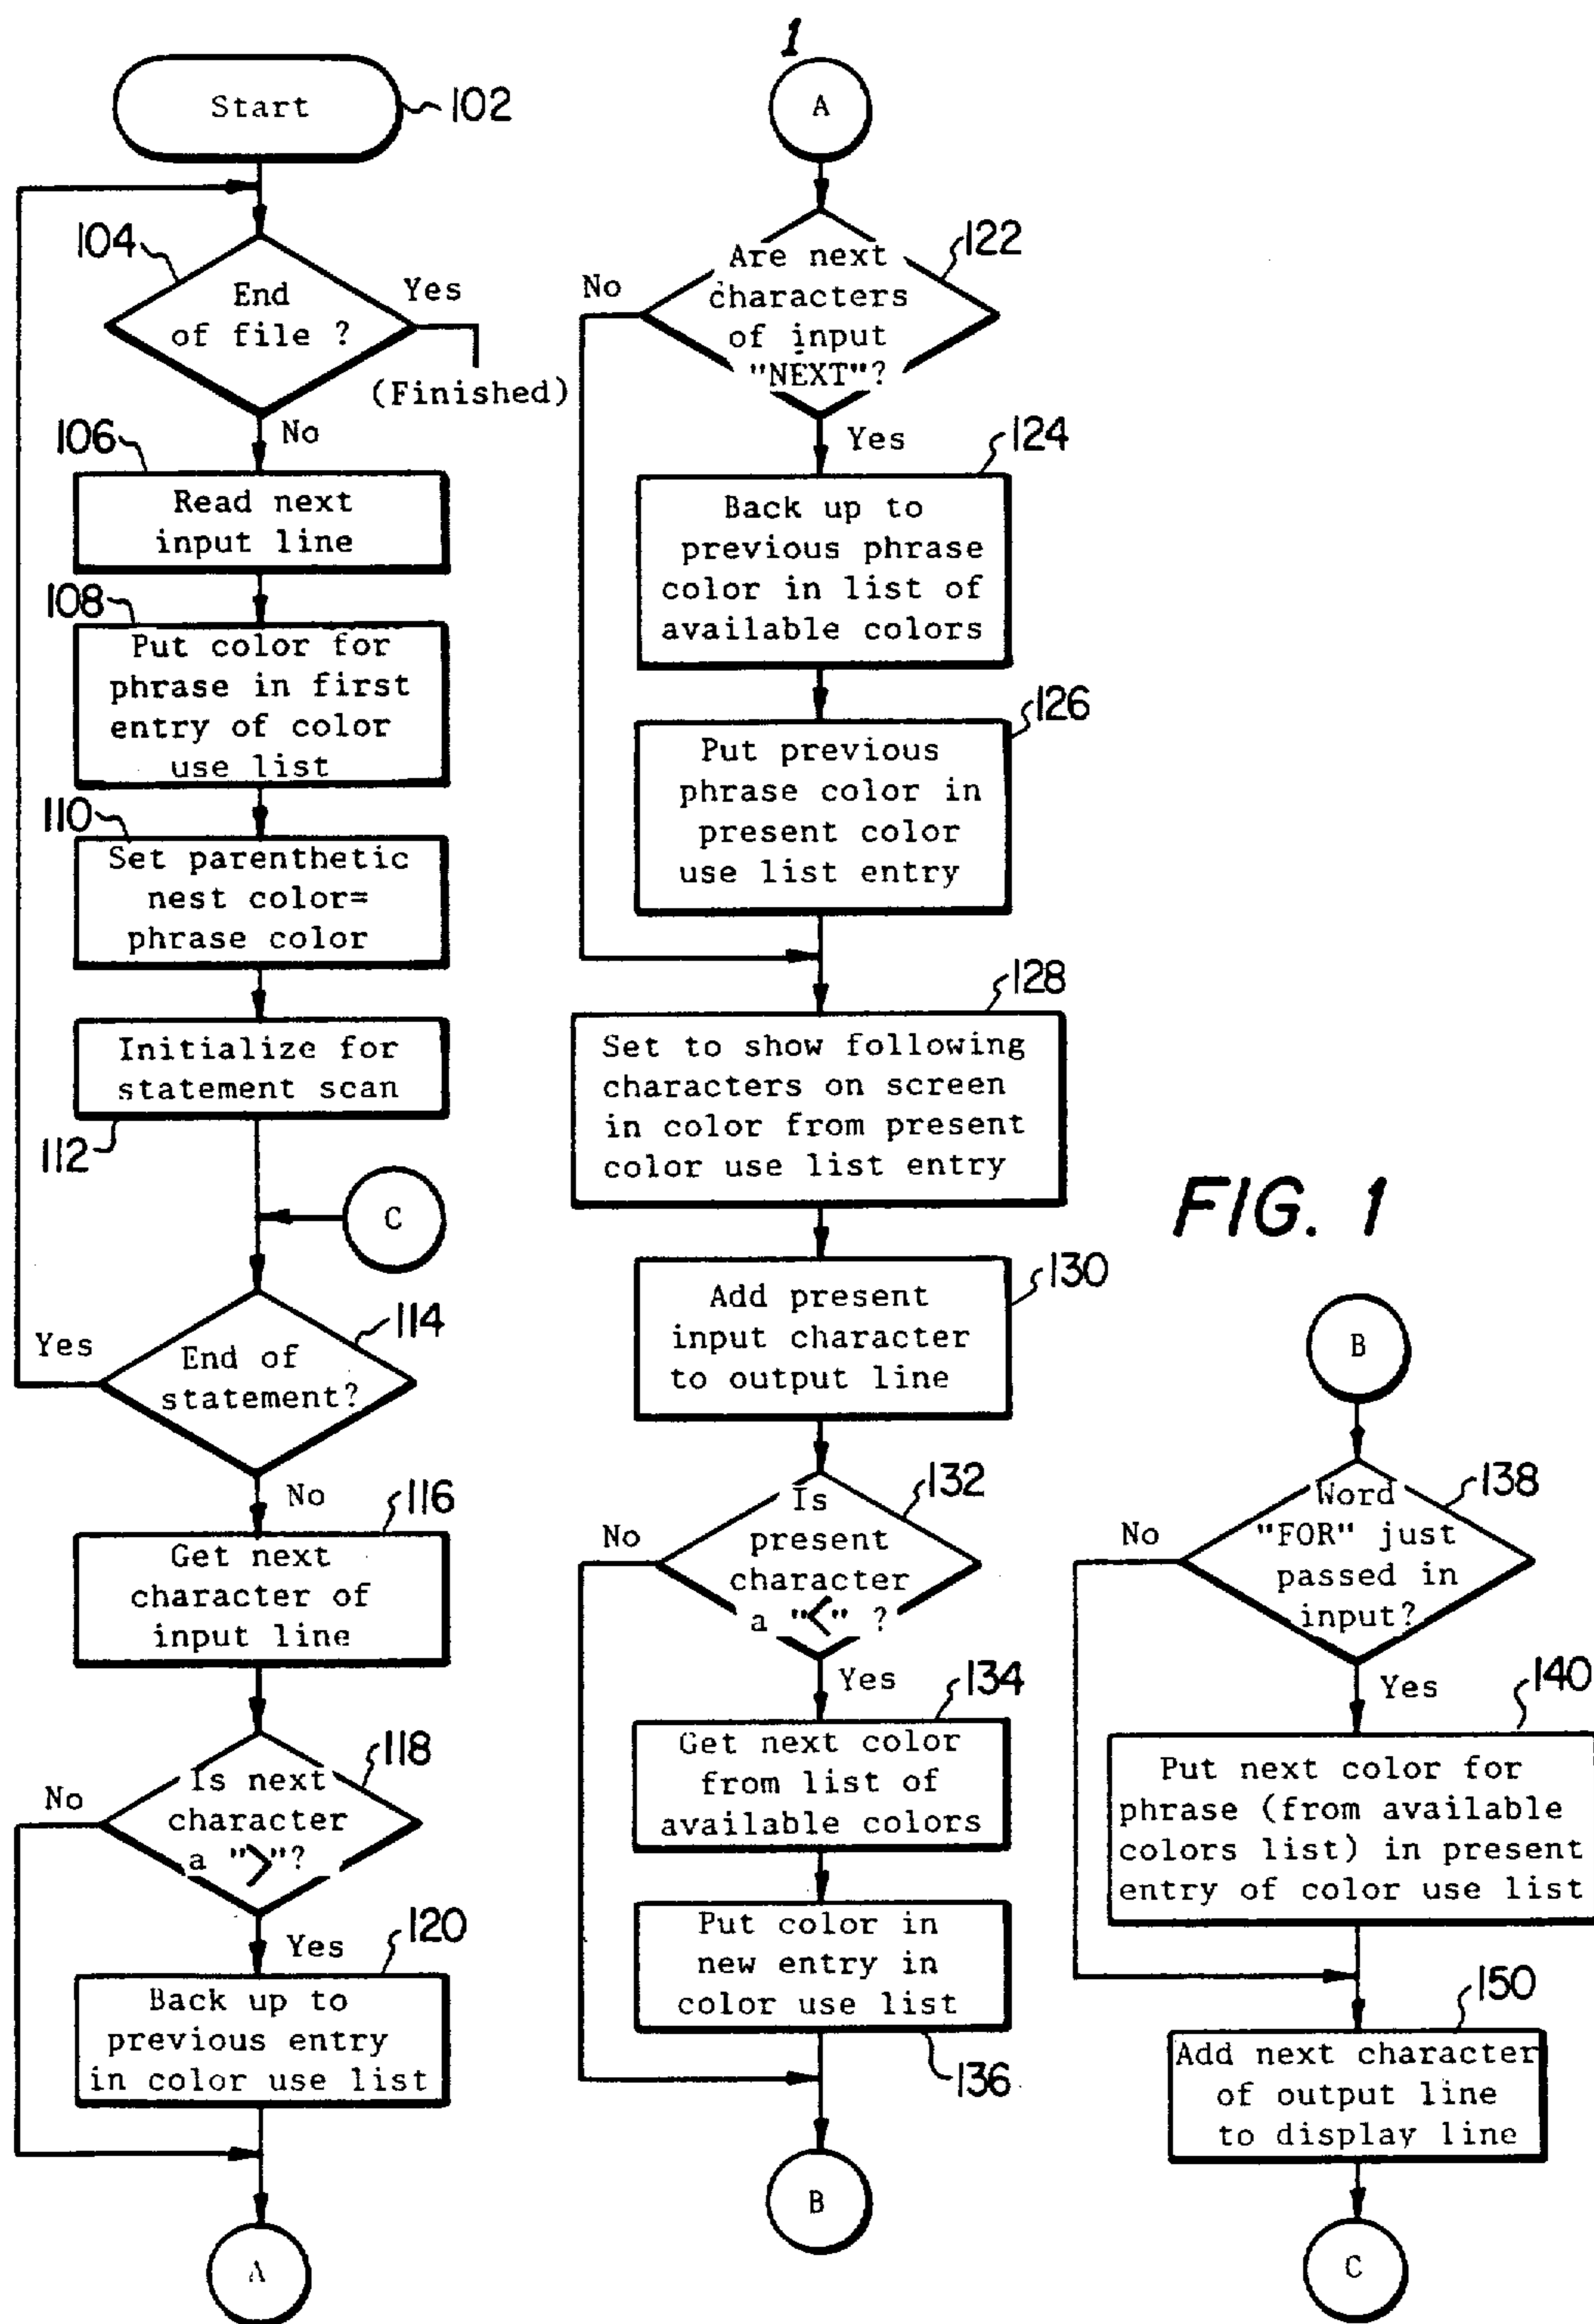 Start
102
104
End
of file ?
Yes
(Finished)
No
106
Read next
input line
108
Put color for
phrase in first
entry of color
use list
110
Set parenthetic
nest color=
phrase color
Initialize for
statement scan
112
C
114
Yes
End of
statement?
No
116
Get next
character of
input line
118
No
Is next
character
a ">"?
Yes
120
Back up to
previous entry
in color use list
A
1
A
122
No
Are next
characters
of input
"NEXT"?
Yes
124
Back up to
previous phrase
color in list of
available colors
126
Put previous
phrase color in
present color
use list entry
128
Set to show following
characters on screen
in color from present
color use list entry
130
Add present
input character
to output line
132
No
Is
present
character
a "<" ?
Yes
134
Get next color
from list of
available colors
Put color in
new entry in
color use list
136
B
FIG. 1
B
138
No
Word
"FOR" just
passed in
input?
Yes
140
Put next color for
phrase (from available
colors list) in present
entry of color use list
150
Add next character
of output line
to display line
C